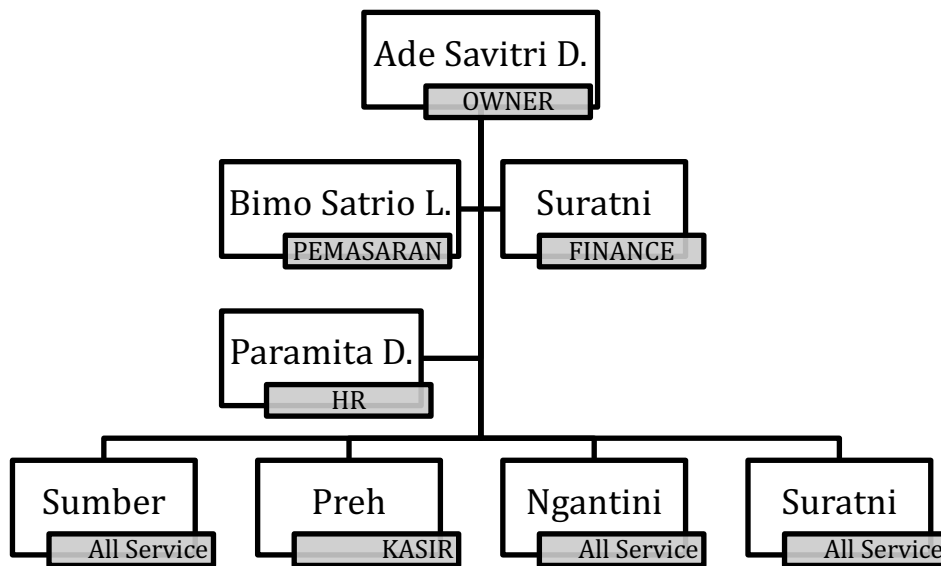 Ade Savitri D.
OWNER
Bimo Satrio L.
PEMASARAN
Suratni
FINANCE
Paramita D.
HR
Sumber
All Service
Preh
KASIR
Ngantini
All Service
Suratni
All Service